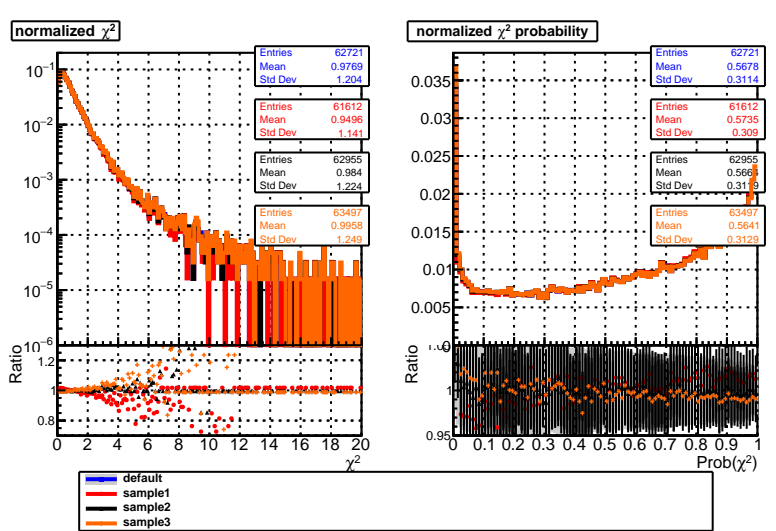 normalized χ²
Entries 62721
Mean 0.9769
Std Dev 1.204
Entries 61612
Mean 0.9496
Std Dev 1.141
Entries 62955
Mean 0.984
Std Dev 1.224
Entries 63497
Mean 0.9958
Std Dev 1.249
10⁻¹
10⁻²
10⁻³
10⁻⁴
10⁻⁵
10⁻⁶
Ratio
1.2
1
0.8
0 2 4 6 8 10 12 14 16 18 20
χ²
normalized χ² probability
Entries 62721
Mean 0.5678
Std Dev 0.3114
Entries 61612
Mean 0.5735
Std Dev 0.309
Entries 62955
Mean
Std Dev
Entries 63497
Mean 0.5641
Std Dev 0.3129
0.035
0.03
0.025
0.02
0.015
0.01
0.005
Ratio
1
0.95
0 0.1 0.2 0.3 0.4 0.5 0.6 0.7 0.8 0.9 1
Prob(χ²)
default
sample1
sample2
sample3